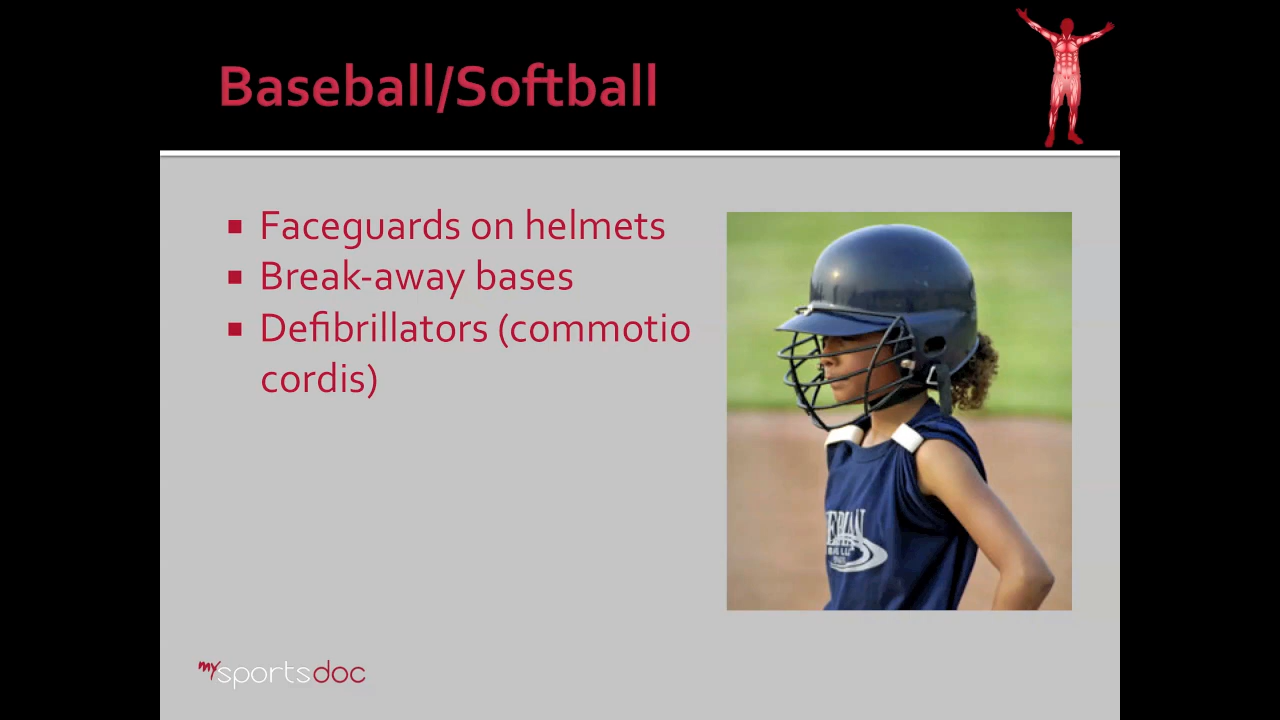 Baseball/Softball
■ Faceguards on helmets
■ Break-away bases
■ Defibrillators (commotio
cordis)
mysportsdoc